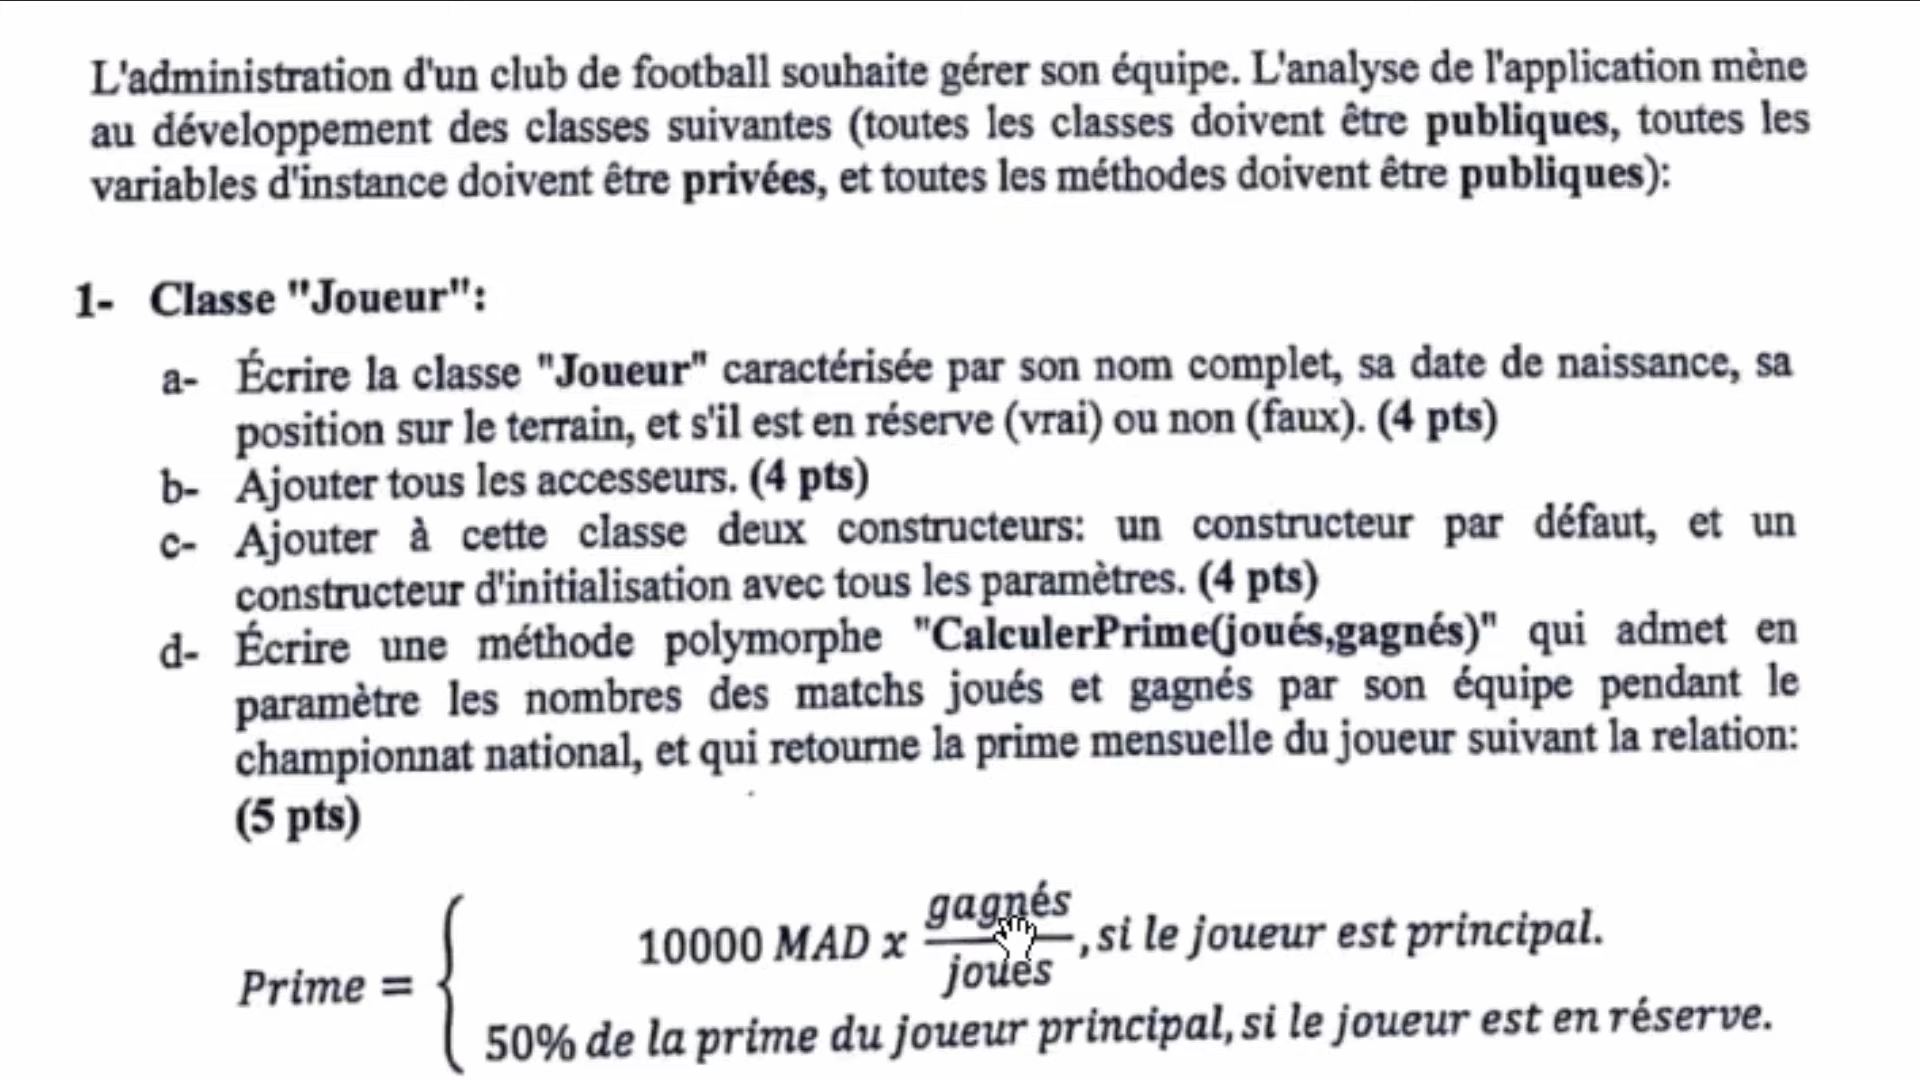 L'administration d'un club de football souhaite gérer son équipe. L'analyse de l'application mène
au développement des classes suivantes (toutes les classes doivent être publiques, toutes les
variables d'instance doivent être privées, et toutes les méthodes doivent être publiques):
1- Classe "Joueur":
a- Écrire la classe "Joueur" caractérisée par son nom complet, sa date de naissance, sa
position sur le terrain, et s'il est en réserve (vrai) ou non (faux). (4 pts)
b- Ajouter tous les accesseurs. (4 pts)
c- Ajouter à cette classe deux constructeurs: un constructeur par défaut, et un
constructeur d'initialisation avec tous les paramètres. (4 pts)
d- Écrire une méthode polymorphe "CalculerPrime(joués,gagnés)" qui admet en
paramètre les nombres des matchs joués et gagnés par son équipe pendant le
championnat national, et qui retourne la prime mensuelle du joueur suivant la relation:
(5 pts)
Prime = { 10000 MAD x gagnés / joués , si le joueur est principal.
50% de la prime du joueur principal, si le joueur est en réserve.